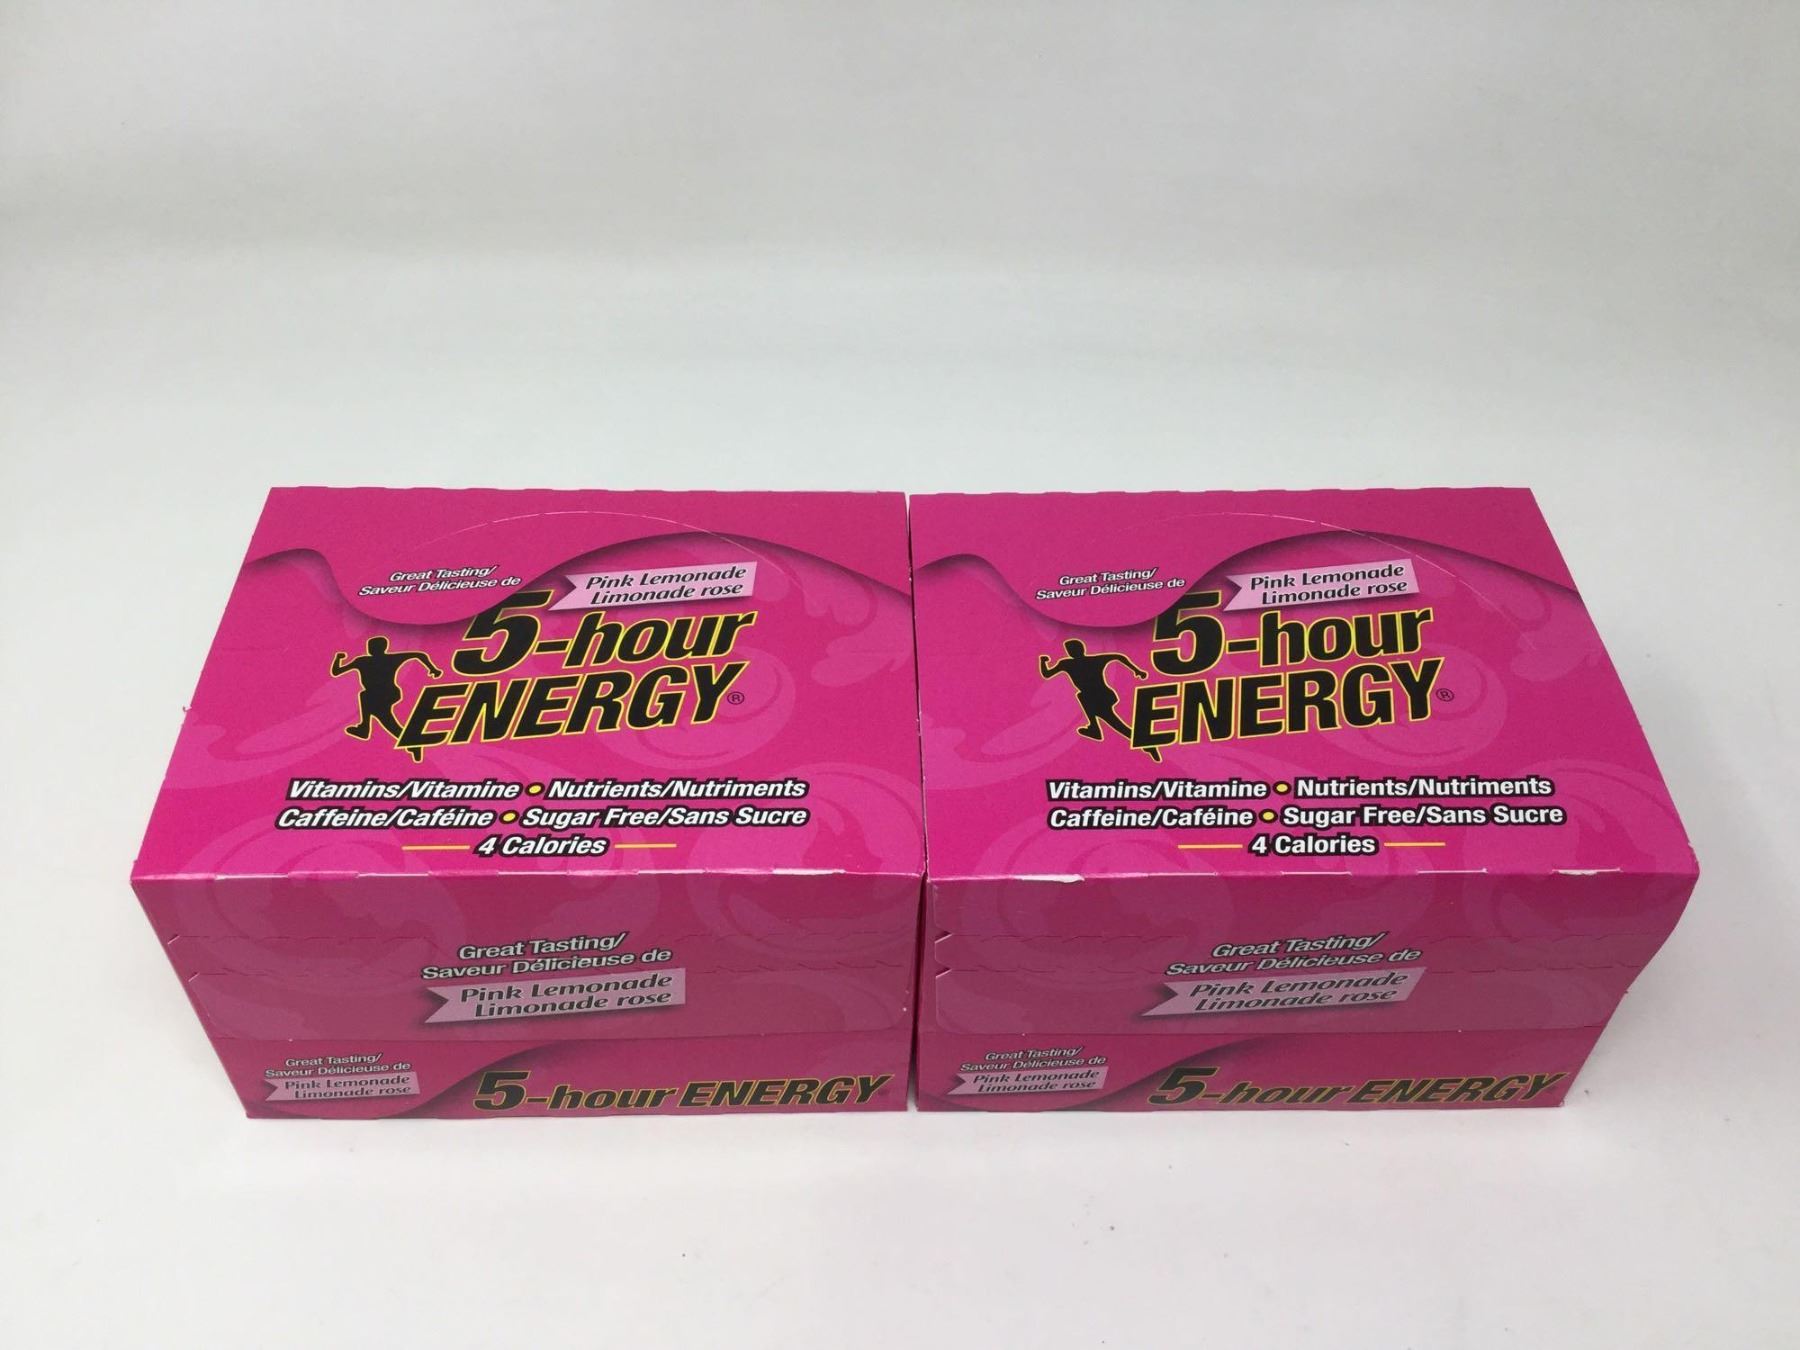 Great Tasting/
Saveur Délicieuse de
Pink Lemonade
Limonade rose
5-hour
ENERGY®
Vitamins/Vitamine • Nutrients/Nutriments
Caffeine/Caféine • Sugar Free/Sans Sucre
4 Calories
Great Tasting/
Saveur Délicieuse de
Pink Lemonade
Limonade rose
Great Tasting/
Saveur Délicieuse de
Pink Lemonade
Limonade rose
5-hour ENERGY
Great Tasting/
Saveur Délicieuse de
Pink Lemonade
Limonade rose
5-hour
ENERGY®
Vitamins/Vitamine • Nutrients/Nutriments
Caffeine/Caféine • Sugar Free/Sans Sucre
4 Calories
Great Tasting/
Saveur Délicieuse de
Pink Lemonade
Limonade rose
Great Tasting/
Saveur Délicieuse de
Pink Lemonade
Limonade rose
5-hour ENERGY